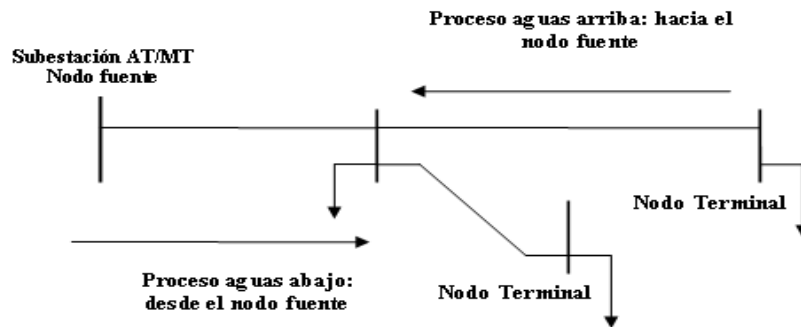 Proceso aguas arriba: hacia el
nodo fuente
Subestación AT/MT
Nodo fuente
Nodo Terminal
Proceso aguas abajo:
desde el nodo fuente
Nodo Terminal